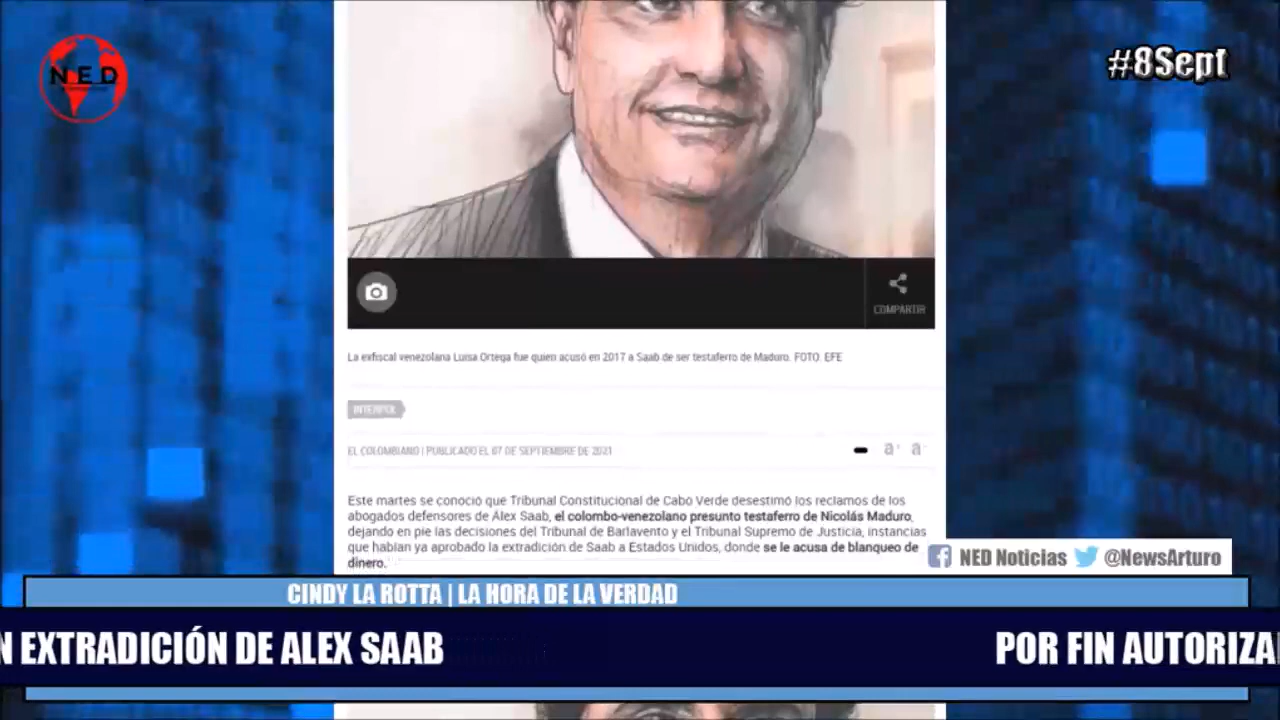 NED
#8Sept
COMPARTIR
La exfiscal venezolana Luisa Ortega fue quien acusó en 2017 a Saab de ser testaferro de Maduro. FOTO EFE
INTERPOL
EL COLOMBIANO | PUBLICADO EL 07 DE SEPTIEMBRE DE 2021
a+ a-
Este martes se conoció que Tribunal Constitucional de Cabo Verde desestimó los reclamos de los
abogados defensores de Álex Saab, el colombo-venezolano presunto testaferro de Nicolás Maduro,
dejando en pie las decisiones del Tribunal de Barlavento y el Tribunal Supremo de Justicia, instancias
que habían ya aprobado la extradición de Saab a Estados Unidos, donde se le acusa de blanqueo de
dinero.
NED Noticias @NewsArturo
CINDY LA ROTTA | LA HORA DE LA VERDAD
N EXTRADICIÓN DE ALEX SAAB POR FIN AUTORIZA